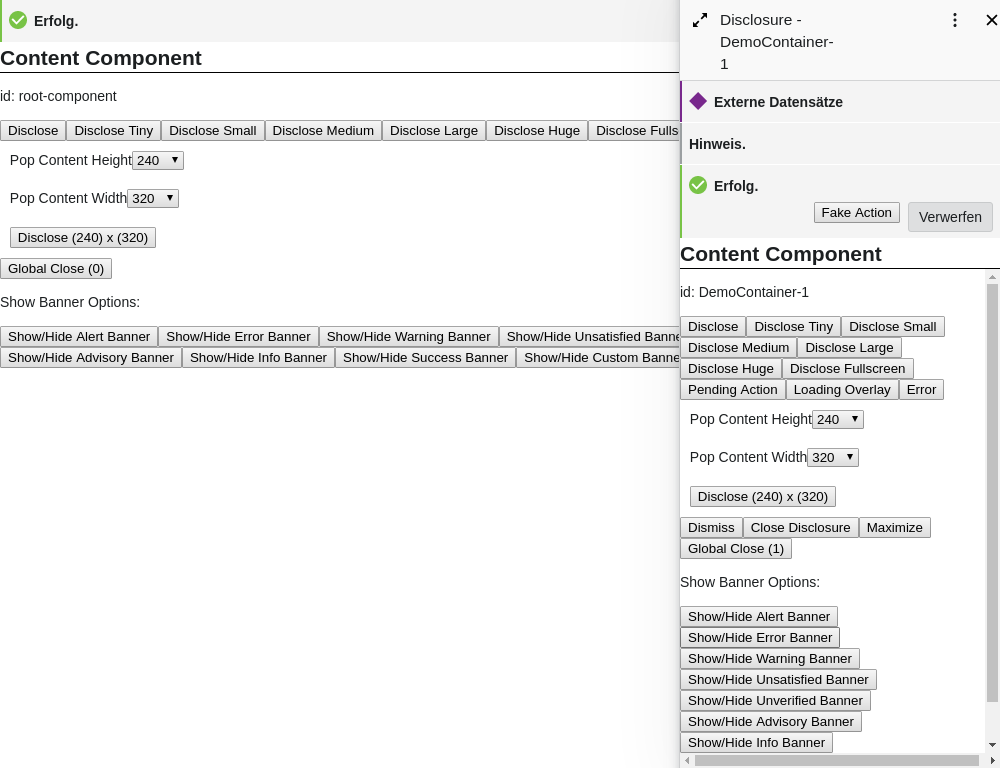 Erfolg.
Content Component
id: root-component
Disclose Disclose Tiny Disclose Small Disclose Medium Disclose Large Disclose Huge Disclose Fulls
Pop Content Height 240
Pop Content Width 320
Disclose (240) x (320)
Global Close (0)
Show Banner Options:
Show/Hide Alert Banner Show/Hide Error Banner Show/Hide Warning Banner Show/Hide Unsatisfied Banne
Show/Hide Advisory Banner Show/Hide Info Banner Show/Hide Success Banner Show/Hide Custom Banne
Disclosure -
DemoContainer-
1
Externe Datensätze
Hinweis.
Erfolg.
Fake Action Verwerfen
Content Component
id: DemoContainer-1
Disclose Disclose Tiny Disclose Small
Disclose Medium Disclose Large
Disclose Huge Disclose Fullscreen
Pending Action Loading Overlay Error
Pop Content Height 240
Pop Content Width 320
Disclose (240) x (320)
Dismiss Close Disclosure Maximize
Global Close (1)
Show Banner Options:
Show/Hide Alert Banner
Show/Hide Error Banner
Show/Hide Warning Banner
Show/Hide Unsatisfied Banner
Show/Hide Unverified Banner
Show/Hide Advisory Banner
Show/Hide Info Banner